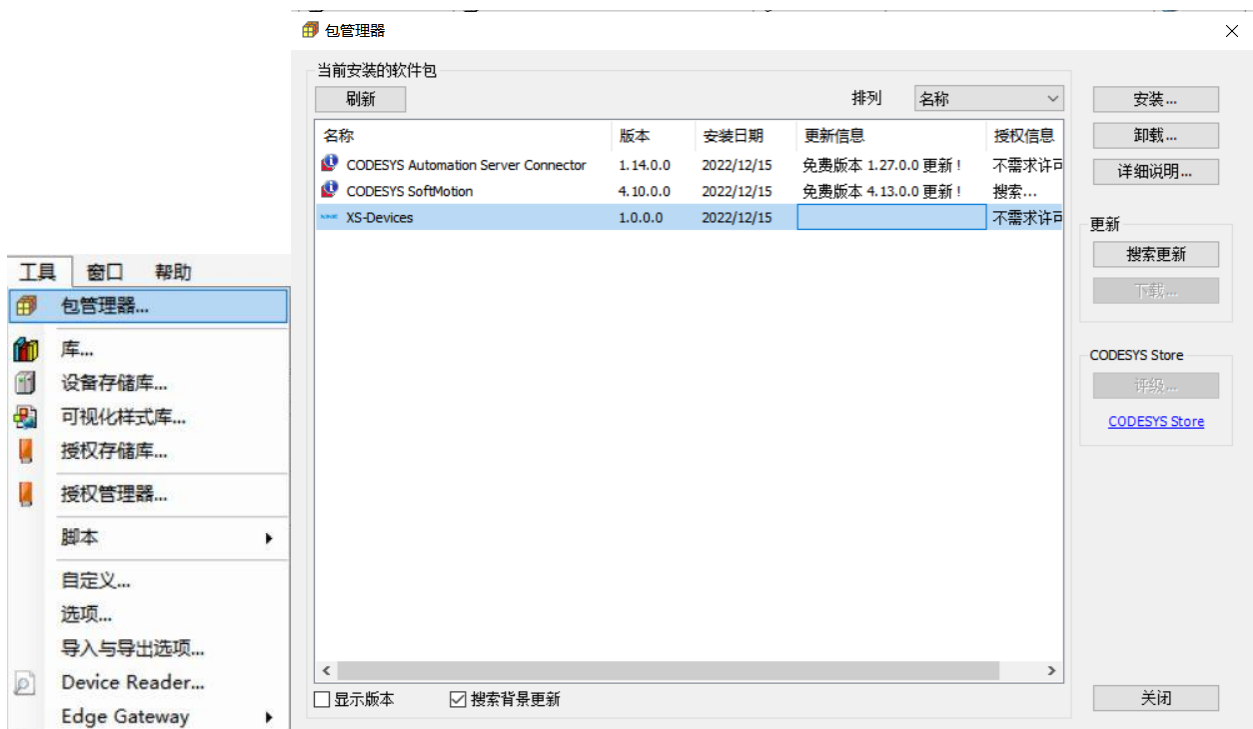 工具 窗口 帮助
包管理器...
库...
设备存储库...
可视化样式库...
授权存储库...
授权管理器...
脚本
自定义...
选项...
导入与导出选项...
Device Reader...
Edge Gateway
包管理器
当前安装的软件包
刷新 排列 名称
名称 版本 安装日期 更新信息 授权信息
CODESYS Automation Server Connector 1.14.0.0 2022/12/15 免费版本 1.27.0.0 更新！ 不需求许可
CODESYS SoftMotion 4.10.0.0 2022/12/15 免费版本 4.13.0.0 更新！ 搜索...
XS-Devices 1.0.0.0 2022/12/15 不需求许可
显示版本 搜索背景更新
安装...
卸载...
详细说明...
更新
搜索更新
下载...
CODESYS Store
评级...
CODESYS Store
关闭